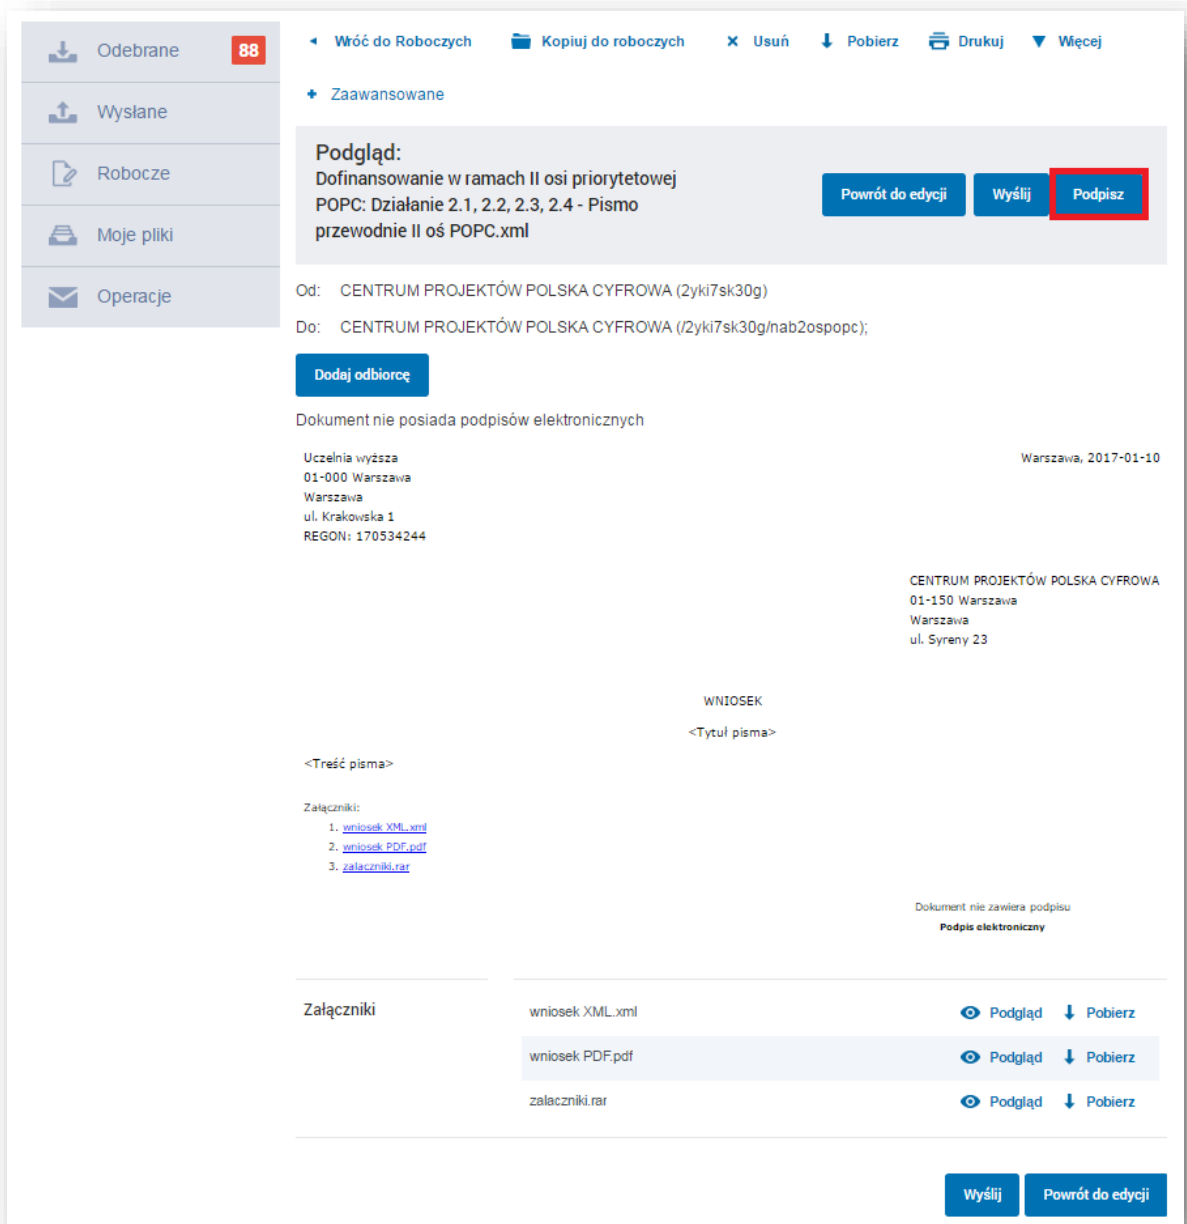 Odebrane 88
Wysłane
Robocze
Moje pliki
Operacje
Wróć do Roboczych Kopiuj do roboczych Usuń Pobierz Drukuj Więcej
Zaawansowane
Podgląd:
Dofinansowanie w ramach II osi priorytetowej
POPC: Działanie 2.1, 2.2, 2.3, 2.4 - Pismo
przewodnie II oś POPC.xml
Powrót do edycji Wyślij Podpisz
Od: CENTRUM PROJEKTÓW POLSKA CYFROWA (2yki7sk30g)
Do: CENTRUM PROJEKTÓW POLSKA CYFROWA (/2yki7sk30g/nab2ospopc);
Dodaj odbiorcę
Dokument nie posiada podpisów elektronicznych
Uczelnia wyższa
01-000 Warszawa
Warszawa
ul. Krakowska 1
REGON: 170534244
Warszawa, 2017-01-10
CENTRUM PROJEKTÓW POLSKA CYFROWA
01-150 Warszawa
Warszawa
ul. Syreny 23
WNIOSEK
<Tytuł pisma>
<Treść pisma>
Załączniki:
1. wniosek XML.xml
2. wniosek PDF.pdf
3. zalaczniki.rar
Dokument nie zawiera podpisu
Podpis elektroniczny
Załączniki
wniosek XML.xml Podgląd Pobierz
wniosek PDF.pdf Podgląd Pobierz
zalaczniki.rar Podgląd Pobierz
Wyślij Powrót do edycji